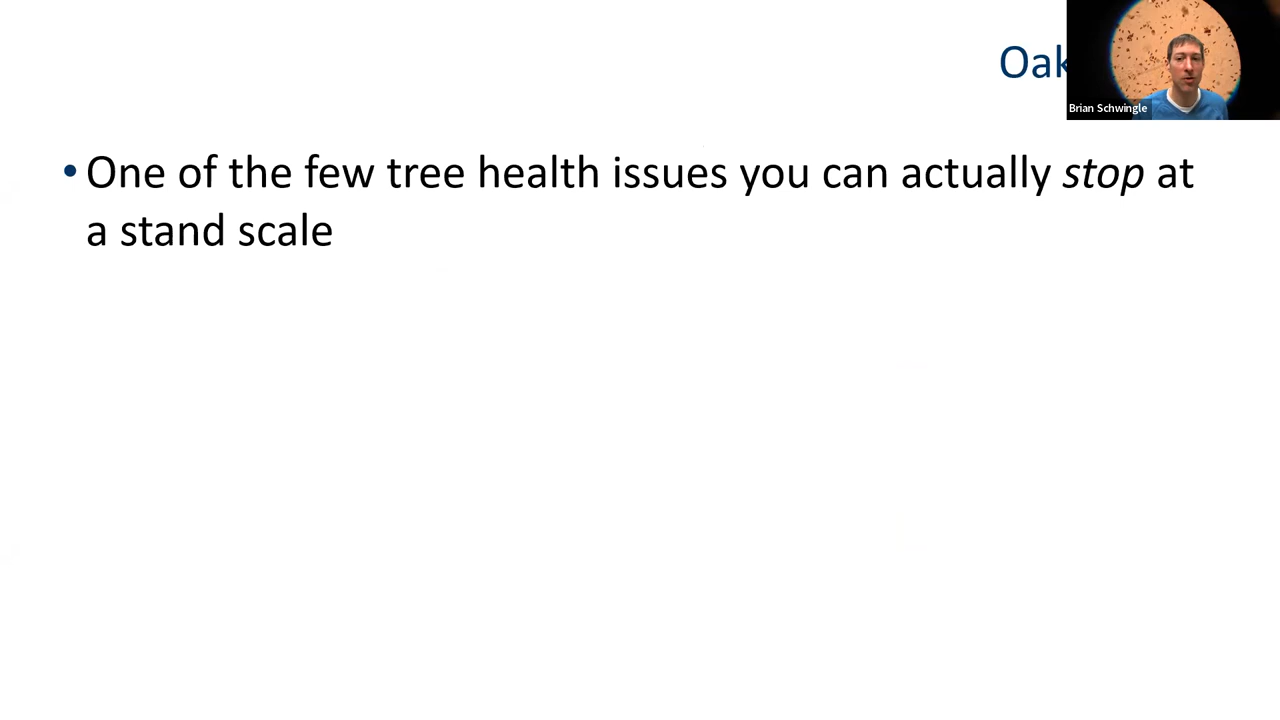 Oak
Brian Schwingle
• One of the few tree health issues you can actually stop at
a stand scale